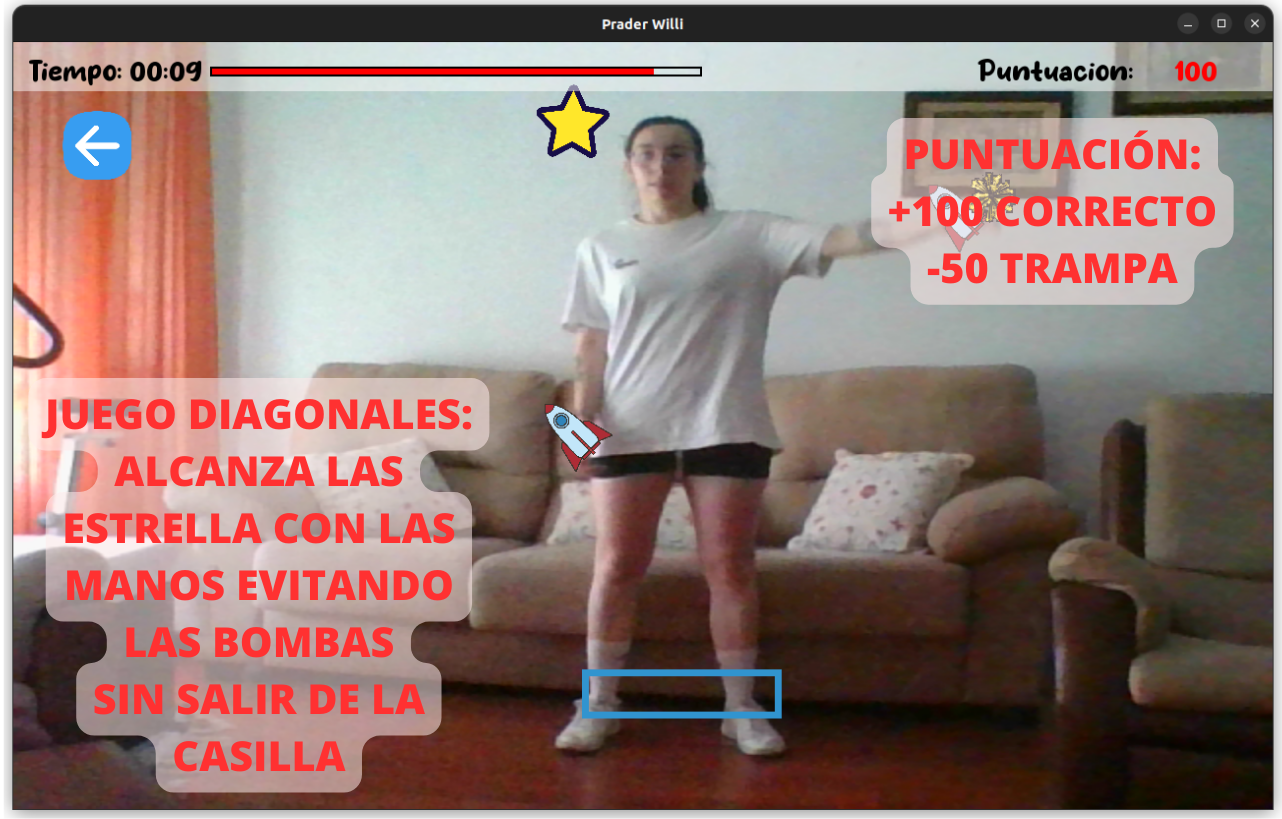 Prader Willi
Tiempo: 00:09
Puntuacion: 100
PUNTUACIÓN:
+100 CORRECTO
-50 TRAMPA
JUEGO DIAGONALES:
ALCANZA LAS
ESTRELLA CON LAS
MANOS EVITANDO
LAS BOMBAS
SIN SALIR DE LA
CASILLA